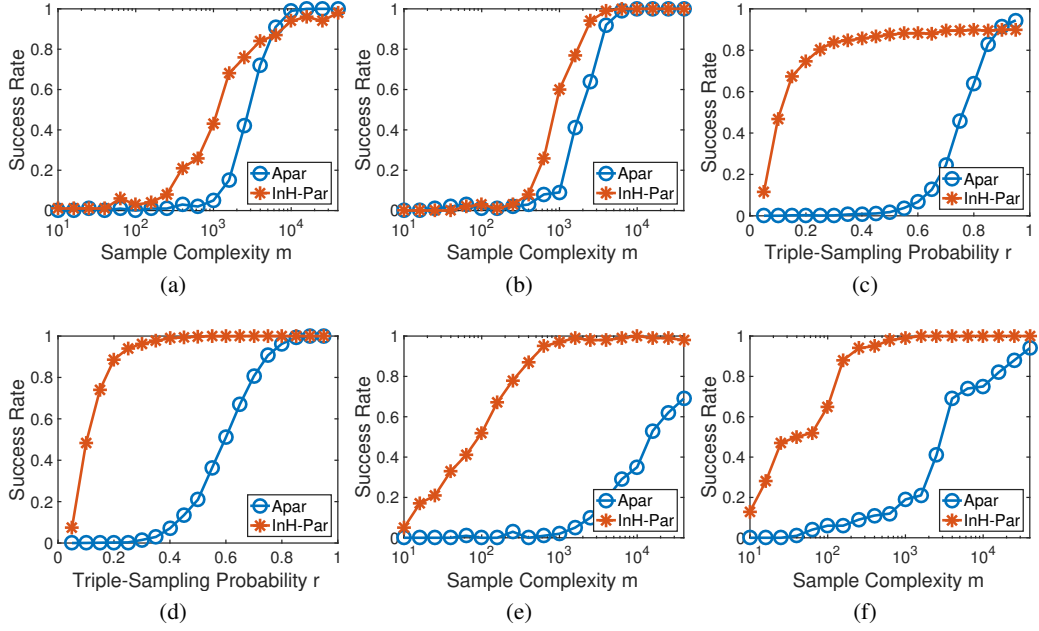 1
0.8
0.6
0.4
0.2
0
Success Rate
Apar
InH-Par
10^1 10^2 10^3 10^4
Sample Complexity m
(a)
1
0.8
0.6
0.4
0.2
0
Success Rate
Apar
InH-Par
10^1 10^2 10^3 10^4
Sample Complexity m
(b)
1
0.8
0.6
0.4
0.2
0
Success Rate
Apar
InH-Par
0 0.2 0.4 0.6 0.8 1
Triple-Sampling Probability r
(c)
1
0.8
0.6
0.4
0.2
0
Success Rate
Apar
InH-Par
0 0.2 0.4 0.6 0.8 1
Triple-Sampling Probability r
(d)
1
0.8
0.6
0.4
0.2
0
Success Rate
Apar
InH-Par
10^1 10^2 10^3 10^4
Sample Complexity m
(e)
1
0.8
0.6
0.4
0.2
0
Success Rate
Apar
InH-Par
10^1 10^2 10^3 10^4
Sample Complexity m
(f)